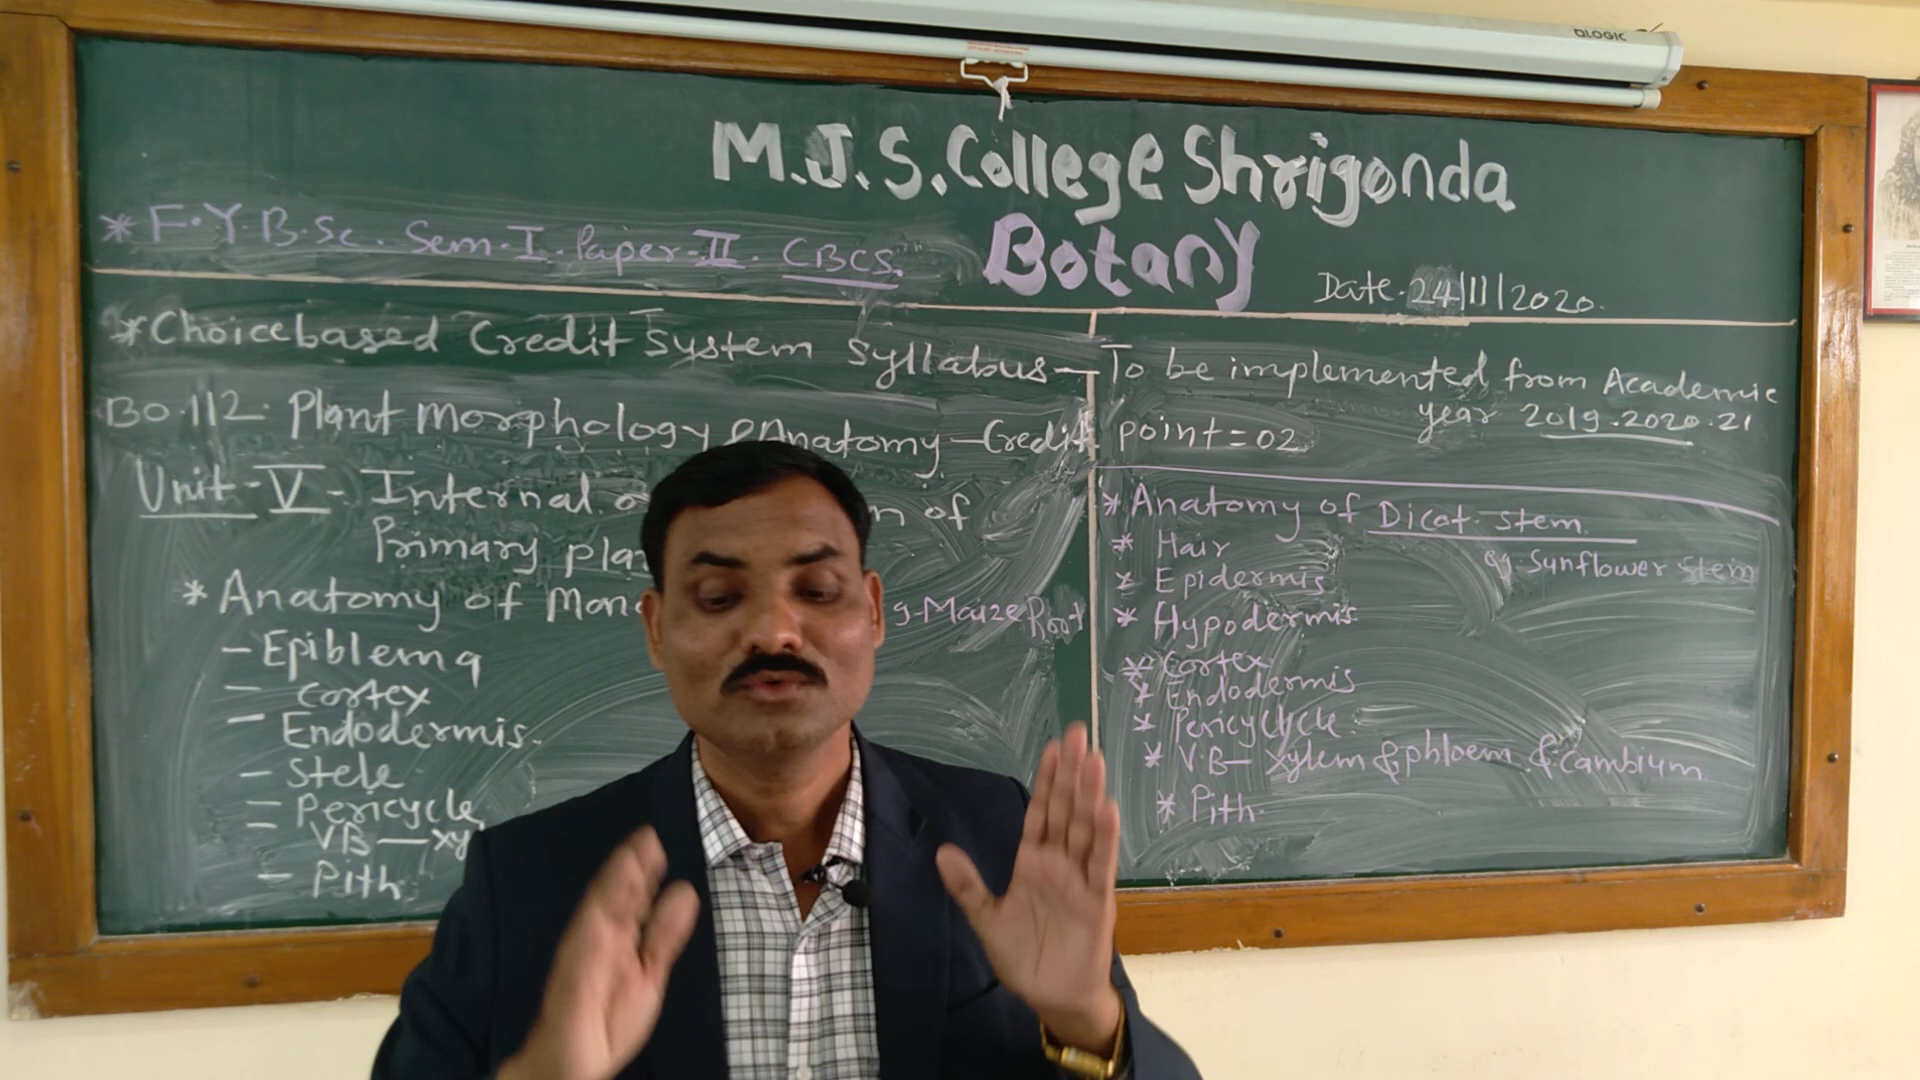 DLOGIC
M.J.S. College Shrigonda
Botany
* F.Y.B.Sc. Sem-I. Paper-II. CBCS.
Date. 24/11/2020.
* Choicebased Credit System Syllabus — To be implemented from Academic
year 2019.2020.21
BO.112. Plant Morphology & Anatomy - Credit point = 02
Unit-V - Internal of
Primary
* Anatomy of Maize Root
- Epiblema
- Cortex
- Endodermis.
- Stele
- Pericycle
VB —
- Pith
* Anatomy of Dicot stem.
eg. Sunflower Stem
* Hair
* Epidermis
* Hypodermis
* Cortex
* Endodermis
* Pericyclcle.
* V.B — Xylem & phloem & Cambium
* Pith.